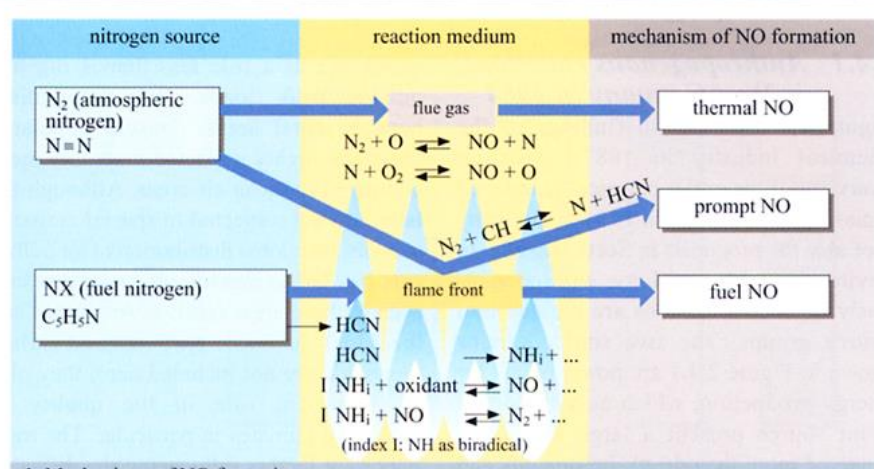 nitrogen source
reaction medium
mechanism of NO formation
N₂ (atmospheric
nitrogen)
N≡N
flue gas
thermal NO
N₂ + O ⇌ NO + N
N + O₂ ⇌ NO + O
N₂ + CH ⇌ N + HCN
prompt NO
NX (fuel nitrogen)
C₅H₅N
flame front
fuel NO
→ HCN
HCN → NHᵢ + ...
I NHᵢ + oxidant ⇌ NO + ...
I NHᵢ + NO ⇌ N₂ + ...
(index I: NH as biradical)